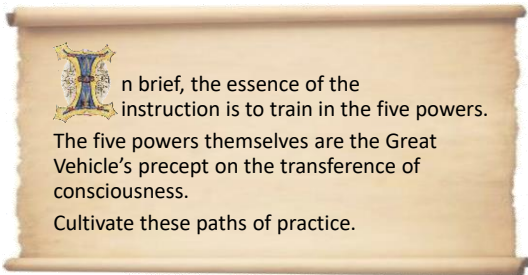 In brief, the essence of the
instruction is to train in the five powers.
The five powers themselves are the Great
Vehicle’s precept on the transference of
consciousness.
Cultivate these paths of practice.